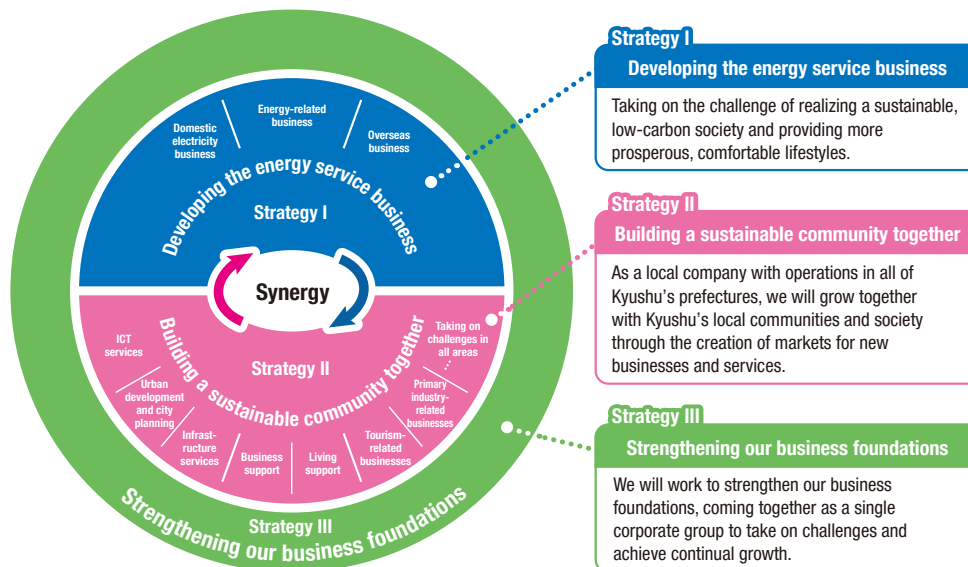 Energy-related
business
Domestic
electricity
business
Overseas
business
Developing the energy service business
Strategy I
Synergy
Strategy II
Building a sustainable community together
ICT
services
Urban
development
and city
planning
Infrast-
ructure
services
Business
support
Living
support
Tourism-
related
businesses
Primary
industry-
related
businesses
...
Taking on
challenges in
all areas
Strategy III
Strengthening our business foundations
Strategy I
Developing the energy service business
Taking on the challenge of realizing a sustainable,
low-carbon society and providing more
prosperous, comfortable lifestyles.
Strategy II
Building a sustainable community together
As a local company with operations in all of
Kyushu's prefectures, we will grow together
with Kyushu's local communities and society
through the creation of markets for new
businesses and services.
Strategy III
Strengthening our business foundations
We will work to strengthen our business
foundations, coming together as a single
corporate group to take on challenges and
achieve continual growth.